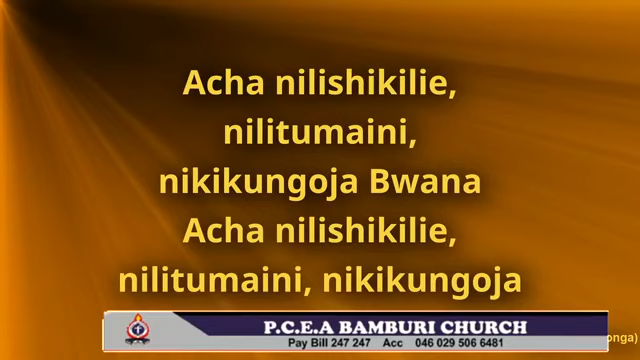 Acha nilishikilie,
nilitumaini,
nikikungoja Bwana
Acha nilishikilie,
nilitumaini, nikikungoja
P.C.E.A BAMBURI CHURCH
Pay Bill 247 247 Acc 046 029 506 6481